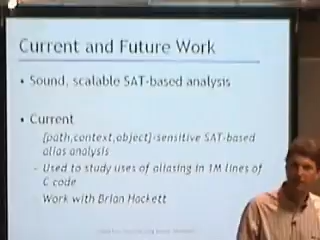 Current and Future Work
• Sound, scalable SAT-based analysis
• Current
[path,context,object]-sensitive SAT-based
alias analysis
– Used to study uses of aliasing in 1M lines of
C code
Work with Brian Hackett